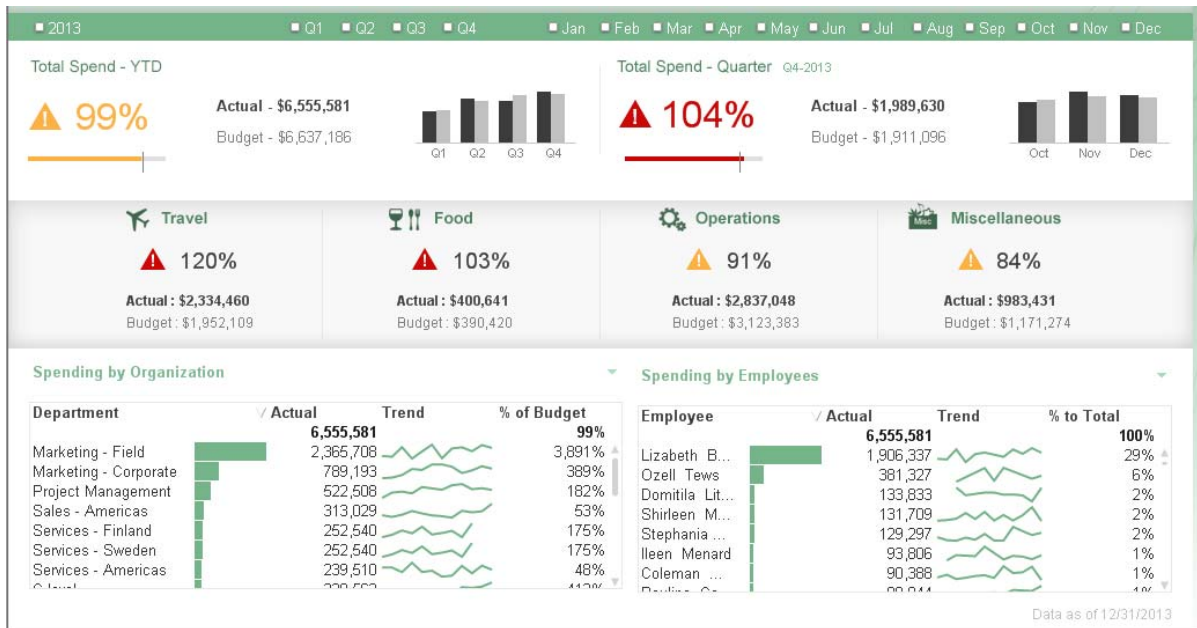 2013 Q1 Q2 Q3 Q4 Jan Feb Mar Apr May Jun Jul Aug Sep Oct Nov Dec
Total Spend - YTD
99%
Actual - $6,555,581
Budget - $6,637,186
Q1 Q2 Q3 Q4
Total Spend - Quarter Q4-2013
104%
Actual - $1,989,630
Budget - $1,911,096
Oct Nov Dec
Travel
120%
Actual : $2,334,460
Budget : $1,952,109
Food
103%
Actual : $400,641
Budget : $390,420
Operations
91%
Actual : $2,837,048
Budget : $3,123,383
Misc Miscellaneous
84%
Actual : $983,431
Budget : $1,171,274
Spending by Organization
Department Actual Trend % of Budget
6,555,581 99%
Marketing - Field 2,365,708 3,891%
Marketing - Corporate 789,193 389%
Project Management 522,508 182%
Sales - Americas 313,029 53%
Services - Finland 252,540 175%
Services - Sweden 252,540 175%
Services - Americas 239,510 48%
Spending by Employees
Employee Actual Trend % to Total
6,555,581 100%
Lizabeth B... 1,906,337 29%
Ozell Tews 381,327 6%
Domitila Lit... 133,833 2%
Shirleen M... 131,709 2%
Stephania ... 129,297 2%
Ileen Menard 93,806 1%
Coleman ... 90,388 1%
Data as of 12/31/2013